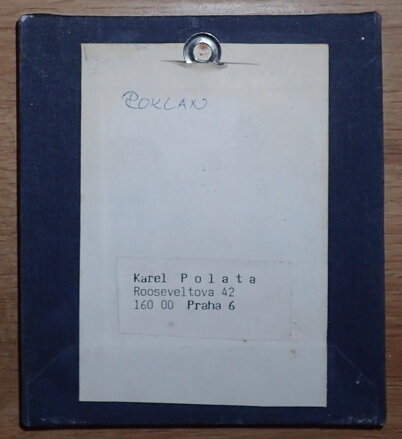 ROKLAN
Karel Polata
Rooseveltova 42
160 00 Praha 6